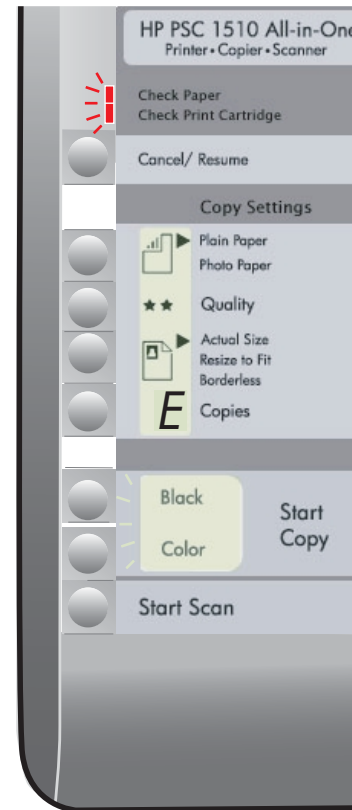 HP PSC 1510 All-in-One
Printer • Copier • Scanner
Check Paper
Check Print Cartridge
Cancel/ Resume
Copy Settings
Plain Paper
Photo Paper
Quality
Actual Size
Resize to Fit
Borderless
E Copies
Black
Color
Start
Copy
Start Scan